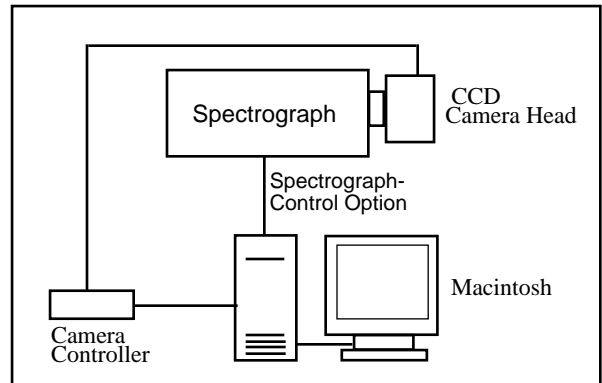 Spectrograph
CCD
Camera Head
Spectrograph-
Control Option
Macintosh
Camera
Controller